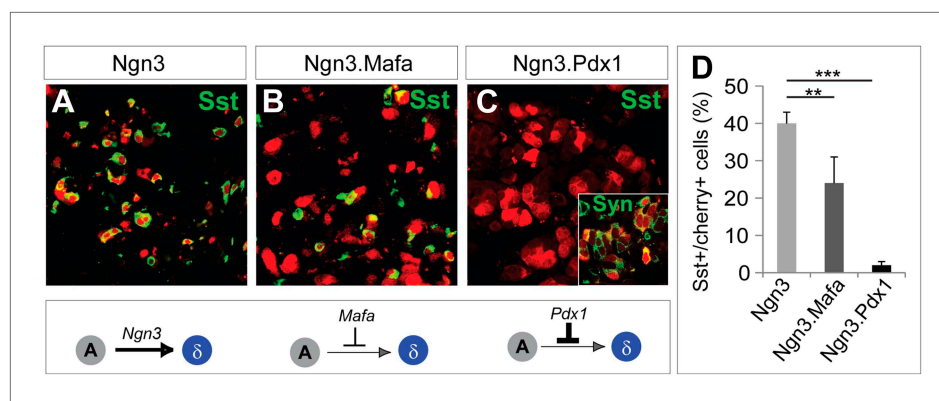 Ngn3
Ngn3.Mafa
Ngn3.Pdx1
A
Sst
B
Sst
C
Sst
Syn
D
Sst+/cherry+ cells (%)
50
40
30
20
10
0
***
**
Ngn3
Ngn3.Mafa
Ngn3.Pdx1
A
Ngn3
δ
A
Mafa
δ
A
Pdx1
δ